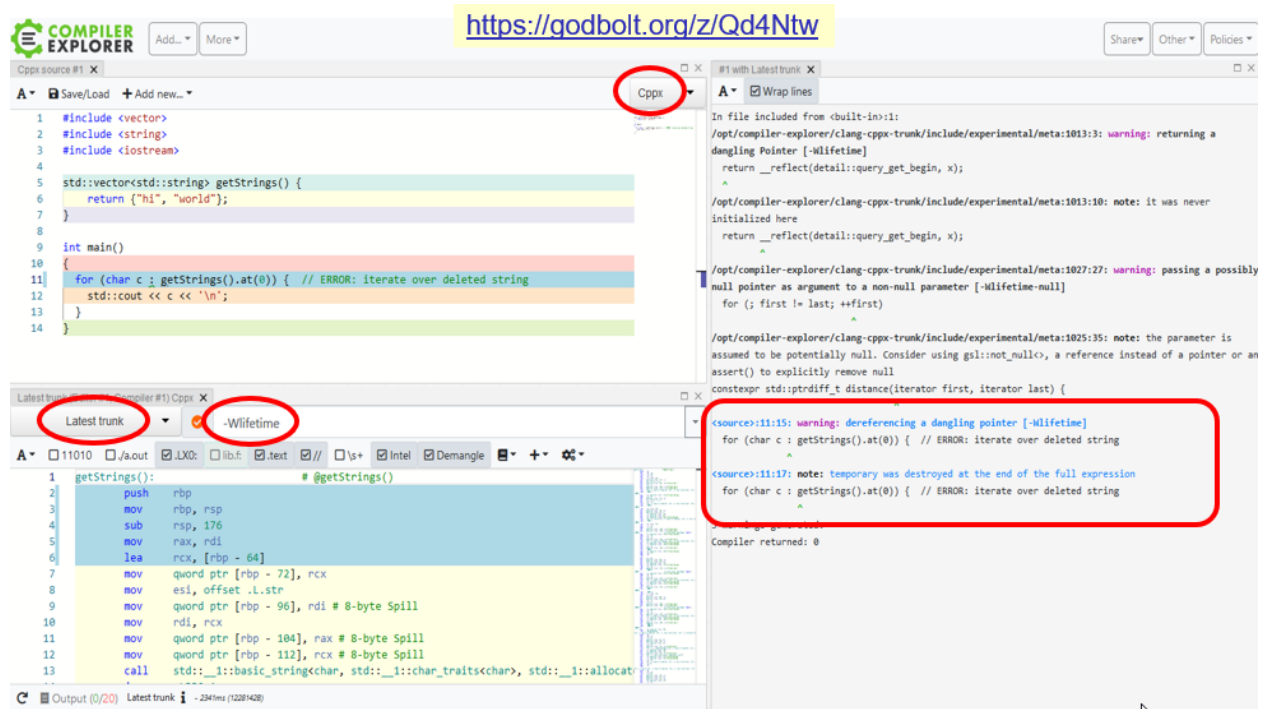 https://godbolt.org/z/Qd4Ntw
COMPILER
EXPLORER
Add...
More
Share
Other
Policies
Cppx source #1 X
A
Save/Load
+ Add new...
Cppx
1 #include <vector>
2 #include <string>
3 #include <iostream>
4
5 std::vector<std::string> getStrings() {
6 return {"hi", "world"};
7 }
8
9 int main()
10 {
11 for (char c : getStrings().at(0)) { // ERROR: iterate over deleted string
12 std::cout << c << '\n';
13 }
14 }
Latest trunk (Editor #1, Compiler #1) Cppx X
Latest trunk
-Wlifetime
A
11010
./a.out
.LX0:
lib.f:
.text
//
\s+
Intel
Demangle
1 getStrings(): # @getStrings()
2 push rbp
3 mov rbp, rsp
4 sub rsp, 176
5 mov rax, rdi
6 lea rcx, [rbp - 64]
7 mov qword ptr [rbp - 72], rcx
8 mov esi, offset .L.str
9 mov qword ptr [rbp - 96], rdi # 8-byte Spill
10 mov rdi, rcx
11 mov qword ptr [rbp - 104], rax # 8-byte Spill
12 mov qword ptr [rbp - 112], rcx # 8-byte Spill
13 call std::__1::basic_string<char, std::__1::char_traits<char>, std::__1::allocat
Output (0/20) Latest trunk i - 2341ms (12281428)
#1 with Latest trunk X
A
Wrap lines
In file included from <built-in>:1:
/opt/compiler-explorer/clang-cppx-trunk/include/experimental/meta:1013:3: warning: returning a
dangling Pointer [-Wlifetime]
return __reflect(detail::query_get_begin, x);
^
/opt/compiler-explorer/clang-cppx-trunk/include/experimental/meta:1013:10: note: it was never
initialized here
return __reflect(detail::query_get_begin, x);
^
/opt/compiler-explorer/clang-cppx-trunk/include/experimental/meta:1027:27: warning: passing a possibly
null pointer as argument to a non-null parameter [-Wlifetime-null]
for (; first != last; ++first)
^
/opt/compiler-explorer/clang-cppx-trunk/include/experimental/meta:1025:35: note: the parameter is
assumed to be potentially null. Consider using gsl::not_null<>, a reference instead of a pointer or an
assert() to explicitly remove null
constexpr std::ptrdiff_t distance(iterator first, iterator last) {
^
<source>:11:15: warning: dereferencing a dangling pointer [-Wlifetime]
for (char c : getStrings().at(0)) { // ERROR: iterate over deleted string
^
<source>:11:17: note: temporary was destroyed at the end of the full expression
for (char c : getStrings().at(0)) { // ERROR: iterate over deleted string
^
warnings generated.
Compiler returned: 0